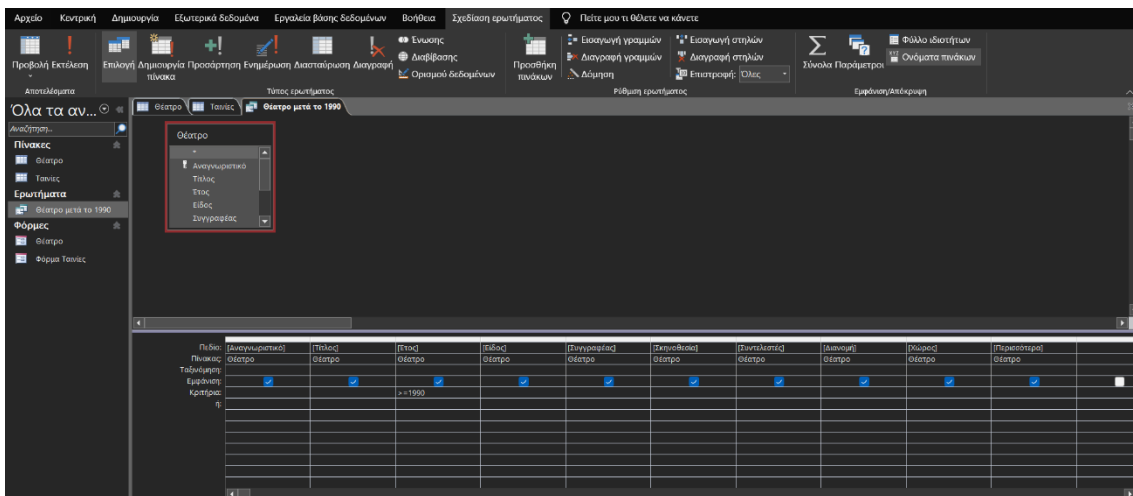 Αρχείο Κεντρική Δημιουργία Εξωτερικά δεδομένα Εργαλεία βάσης δεδομένων Βοήθεια Σχεδίαση ερωτήματος Πείτε μου τι θέλετε να κάνετε
Προβολή Εκτέλεση
Αποτελέσματα
Επιλογή Δημιουργία πίνακα Προσάρτηση Ενημέρωση Διασταύρωση Διαγραφή
Ένωσης
Διαβίβασης
Ορισμού δεδομένων
Τύπος ερωτήματος
Προσθήκη πινάκων
Εισαγωγή γραμμών
Διαγραφή γραμμών
Δόμηση
Εισαγωγή στηλών
Διαγραφή στηλών
Επιστροφή: Όλες
Ρύθμιση ερωτήματος
Σύνολα Παράμετροι
Φύλλο ιδιοτήτων
Ονόματα πινάκων
Εμφάνιση/Απόκρυψη
Όλα τα αν...
Αναζήτηση...
Πίνακες
Θέατρο
Ταινίες
Ερωτήματα
Θέατρο μετά το 1990
Φόρμες
Θέατρο
Φόρμα Ταινίες
Θέατρο Ταινίες Θέατρο μετά το 1990
Θέατρο
*
Αναγνωριστικό
Τίτλος
Έτος
Είδος
Συγγραφέας
Πεδίο: [Αναγνωριστικό] [Τίτλος] [Έτος] [Είδος] [Συγγραφέας] [Σκηνοθεσία] [Συντελεστές] [Διανομή] [Χώρος] [Περισσότερα]
Πίνακας: Θέατρο Θέατρο Θέατρο Θέατρο Θέατρο Θέατρο Θέατρο Θέατρο Θέατρο Θέατρο
Ταξινόμηση:
Εμφάνιση:
Κριτήρια: >=1990
ή: